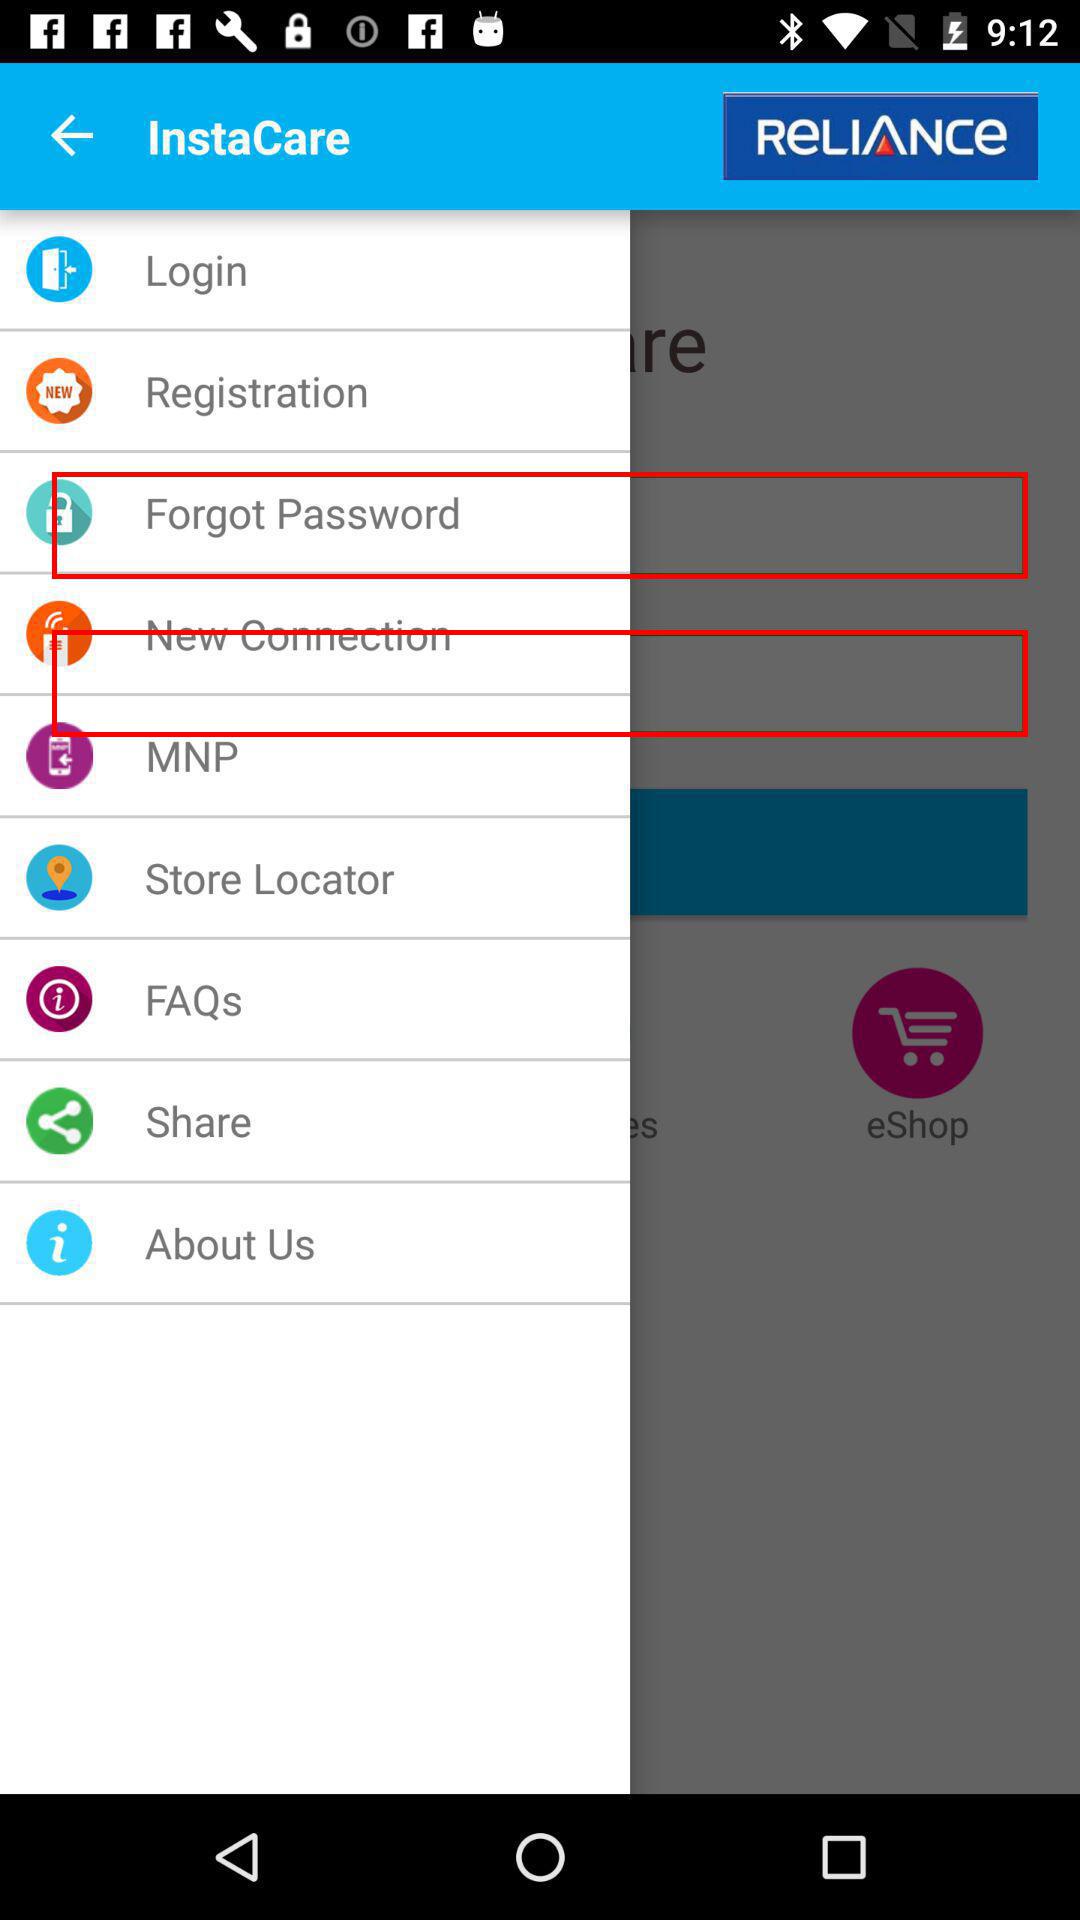 9:12
InstaCare
RELIANCE
Login
are
NEW
Registration
Forgot Password
New Connection
MNP
Store Locator
FAQs
Share
es
eShop
About Us